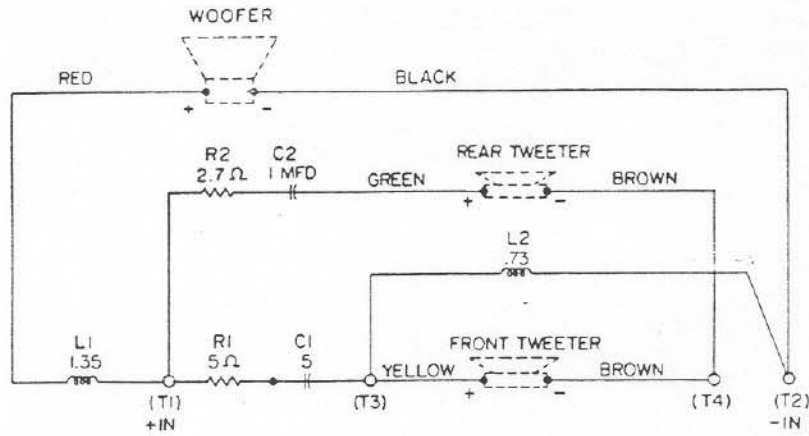 WOOFER
RED
BLACK
+ -
R2
2.7 Ω
C2
1 MFD
GREEN
REAR TWEETER
+ -
BROWN
L2
.73
L1
1.35
R1
5 Ω
C1
5
FRONT TWEETER
YELLOW
+ -
BROWN
(T1)
+IN
(T3)
(T4)
(T2)
-IN